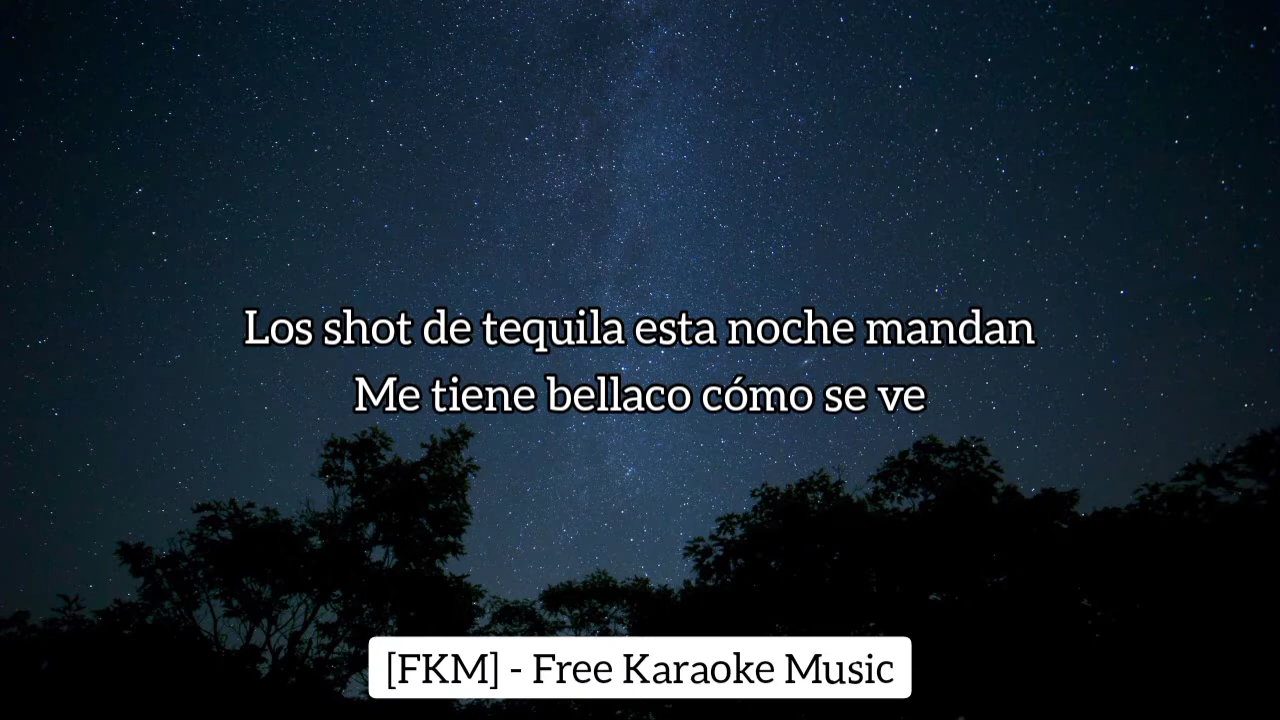 Los shot de tequila esta noche mandan
Me tiene bellaco cómo se ve
[FKM] - Free Karaoke Music